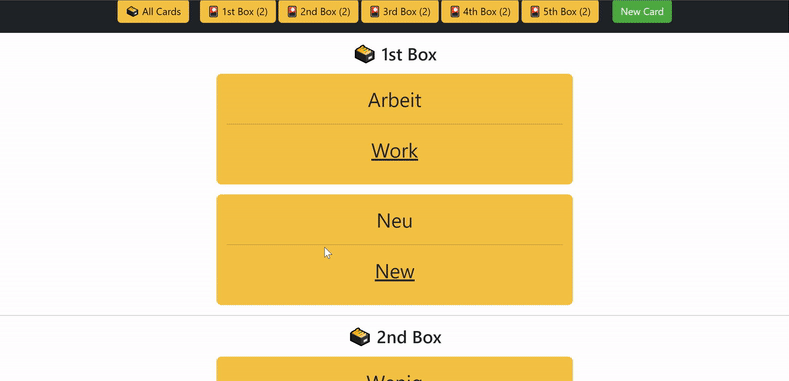 All Cards 1st Box (2) 2nd Box (2) 3rd Box (2) 4th Box (2) 5th Box (2) New Card
1st Box
Arbeit
Work
Neu
New
2nd Box
Wenig